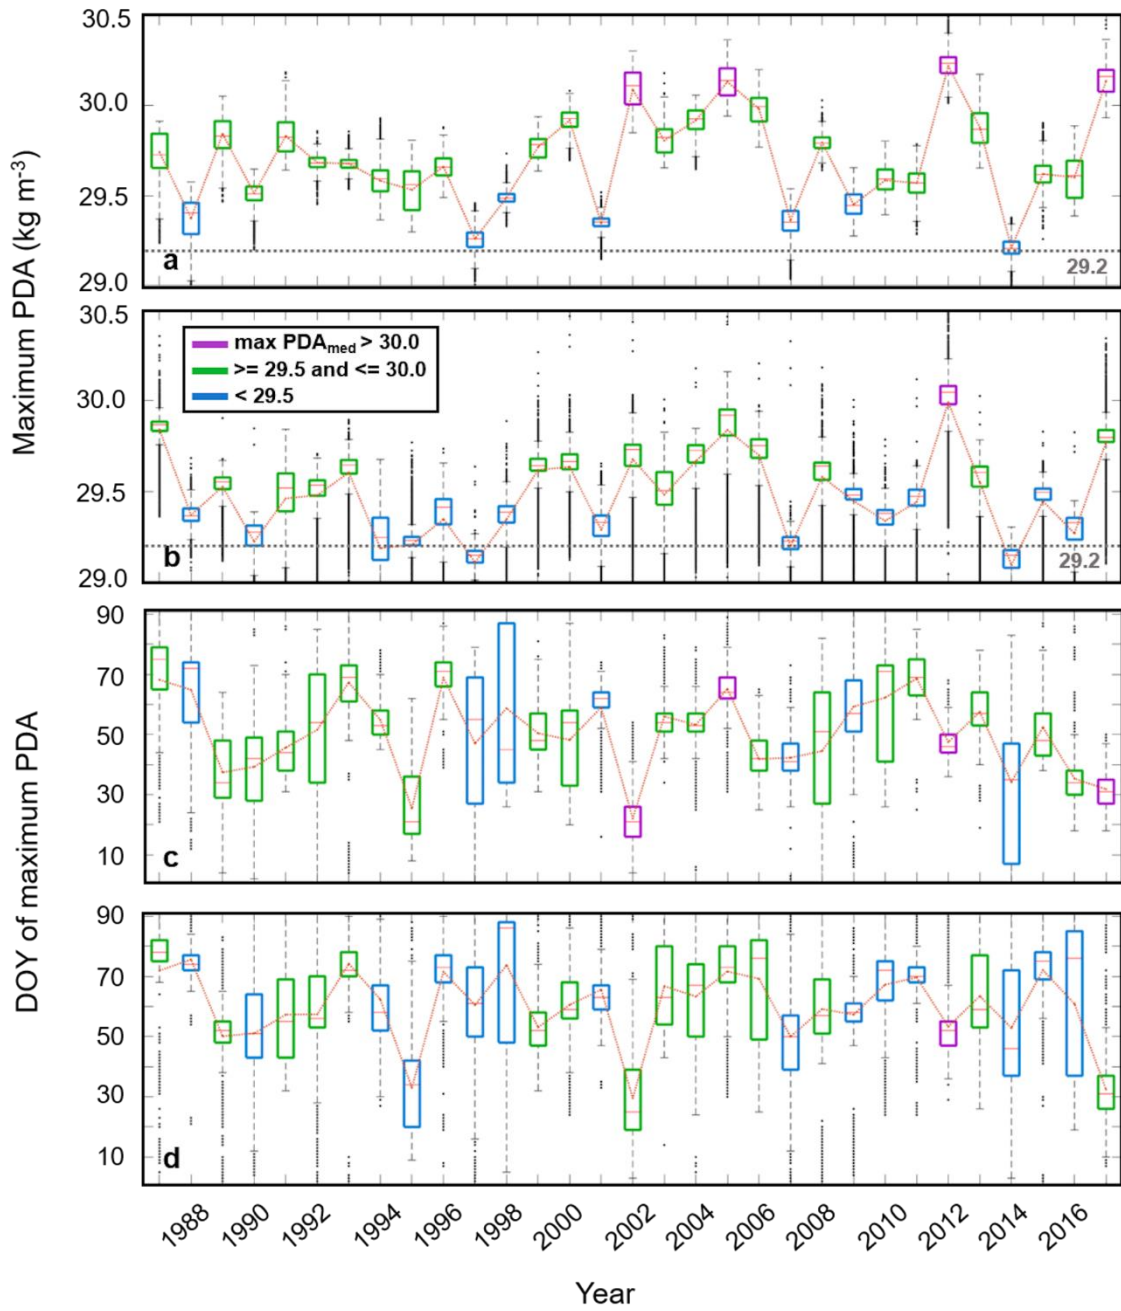 Maximum PDA (kg m⁻³)
30.5
30.0
29.5
29.0
a
29.2
30.5
30.0
29.5
29.0
max PDAmed > 30.0
>= 29.5 and <= 30.0
< 29.5
b
29.2
DOY of maximum PDA
90
70
50
30
10
c
90
70
50
30
10
d
1988 1990 1992 1994 1996 1998 2000 2002 2004 2006 2008 2010 2012 2014 2016
Year